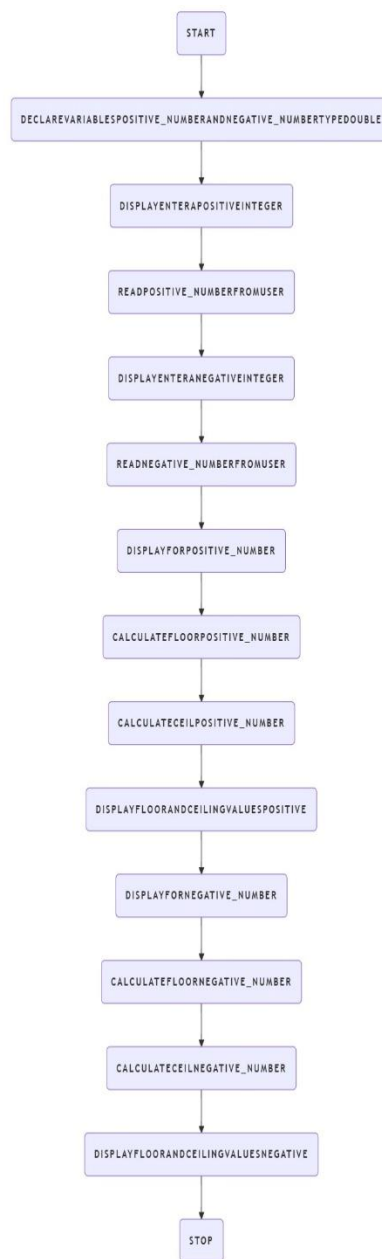 START
DECLAREVARIABLESPOSITIVE_NUMBERANDNEGATIVE_NUMBERTYPEDOUBLE
DISPLAYENTERAPOSITIVEINTEGER
READPOSITIVE_NUMBERFROMUSER
DISPLAYENTERANEGATIVEINTEGER
READNEGATIVE_NUMBERFROMUSER
DISPLAYFORPOSITIVE_NUMBER
CALCULATEFLOORPOSITIVE_NUMBER
CALCULATECEILPOSITIVE_NUMBER
DISPLAYFLOORANDCEILINGVALUESPOSITIVE
DISPLAYFORNEGATIVE_NUMBER
CALCULATEFLOORNEGATIVE_NUMBER
CALCULATECEILNEGATIVE_NUMBER
DISPLAYFLOORANDCEILINGVALUESNEGATIVE
STOP